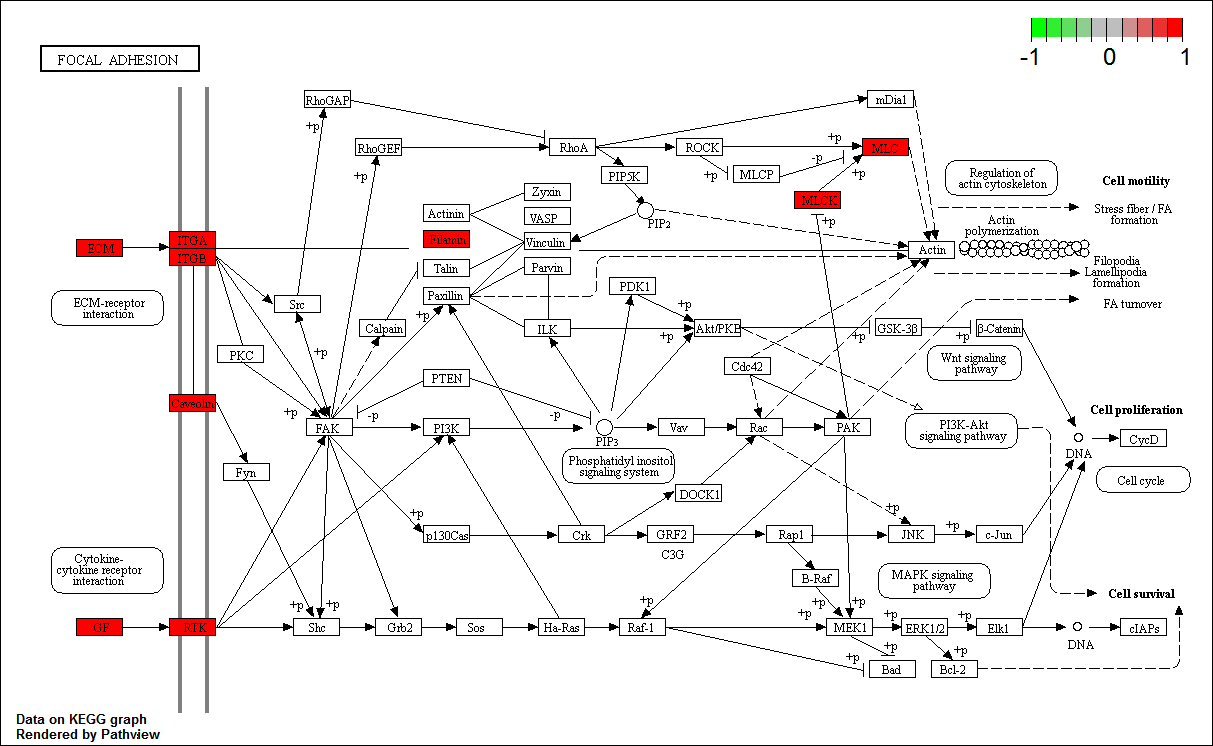 -1 0 1
FOCAL ADHESION
RhoGAP
mDia1
+p
RhoGEF
RhoA
ROCK
+p
MLC
-p
+p
PIP5K
+p
MLCP
+p
Regulation of
actin cytoskeleton
Cell motility
Zyxin
MLCK
Actinin
VASP
PIP2
+p
Stress fiber / FA
formation
Actin
polymerization
ECM
ITGA
ITGB
Filamin
Vinculin
Actin
Talin
Parvin
Filopodia
Lamellipodia
formation
ECM-receptor
interaction
Src
Paxillin
PDK1
FA turnover
+p
+p
Calpain
ILK
Akt/PKB
GSK-3β
β-Catenin
+p
+p
+p
+p
PKC
+p
Wnt signaling
pathway
Cdc42
PTEN
Caveolin
+p
-p
-p
Cell proliferation
FAK
PI3K
PIP3
Vav
Rac
PAK
PI3K-Akt
signaling pathway
CycD
DNA
Fyn
Phosphatidyl inositol
signaling system
Cell cycle
DOCK1
+p
+p
p130Cas
Crk
GRF2
Rap1
JNK
+p
c-Jun
C3G
Cytokine-
cytokine receptor
interaction
B-Raf
MAPK signaling
pathway
Cell survival
+p
+p
+p
+p
+p
+p
+p
+p
GF
RTK
Shc
Grb2
Sos
Ha-Ras
Raf-1
MEK1
ERK1/2
Elk1
DNA
cIAPs
+p
+p
+p
Bad
Bcl-2
Data on KEGG graph
Rendered by Pathview